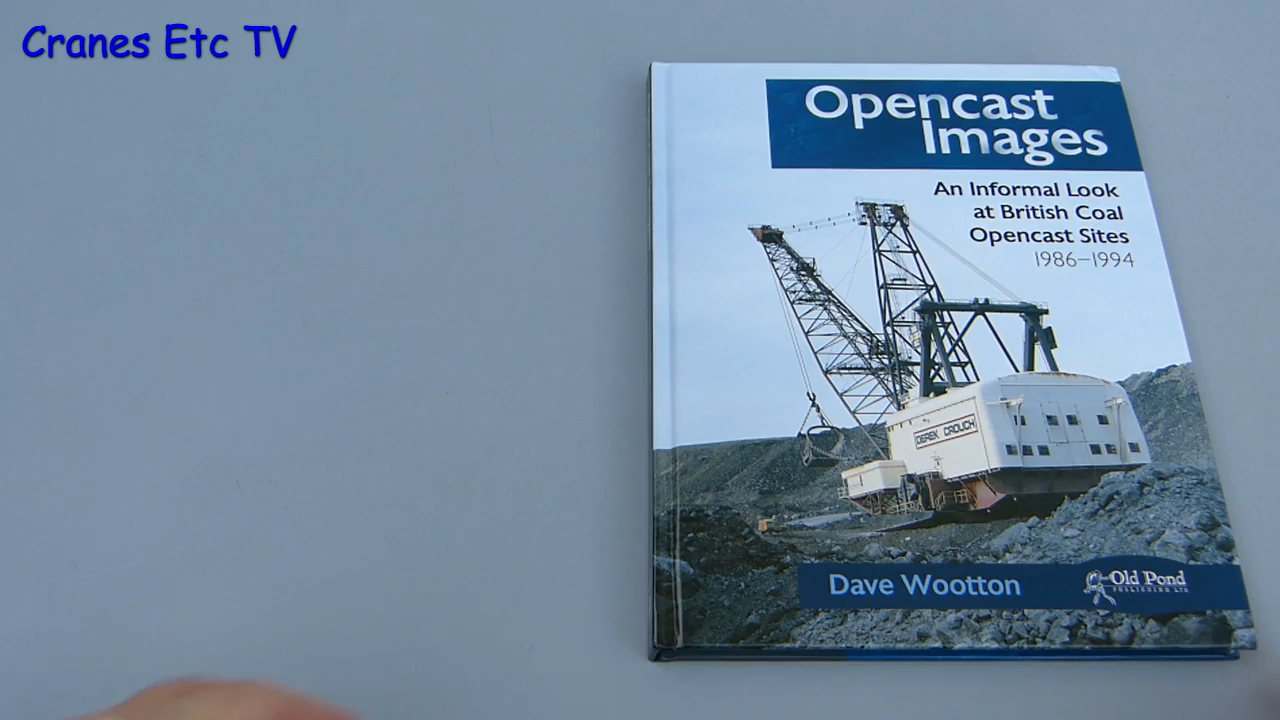 Cranes Etc TV
Opencast
Images
An Informal Look
at British Coal
Opencast Sites
1986–1994
DEREK CROUCH
Dave Wootton
Old Pond
PUBLISHING LTD